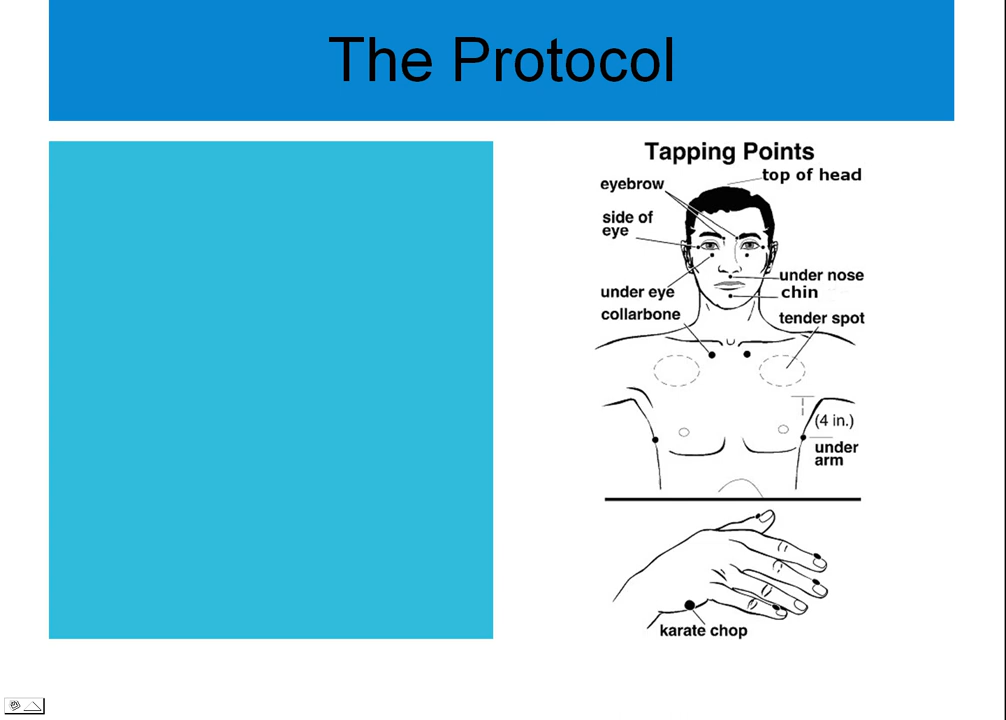 The Protocol
Tapping Points
top of head
eyebrow
side of
eye
under nose
under eye
chin
collarbone
tender spot
(4 in.)
under
arm
karate chop